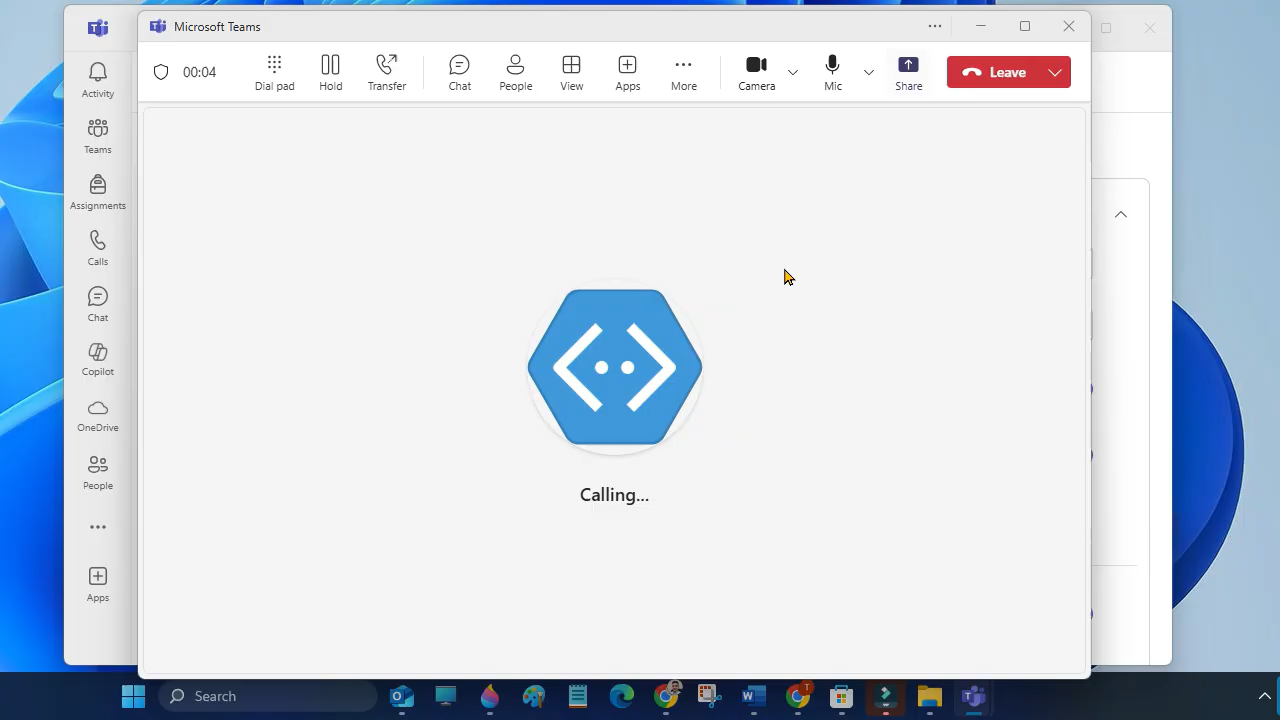 Microsoft Teams
00:04
Dial pad
Hold
Transfer
Chat
People
View
Apps
More
Camera
Mic
Share
Leave
Activity
Teams
Assignments
Calls
Chat
Copilot
OneDrive
People
Apps
Calling...
Search